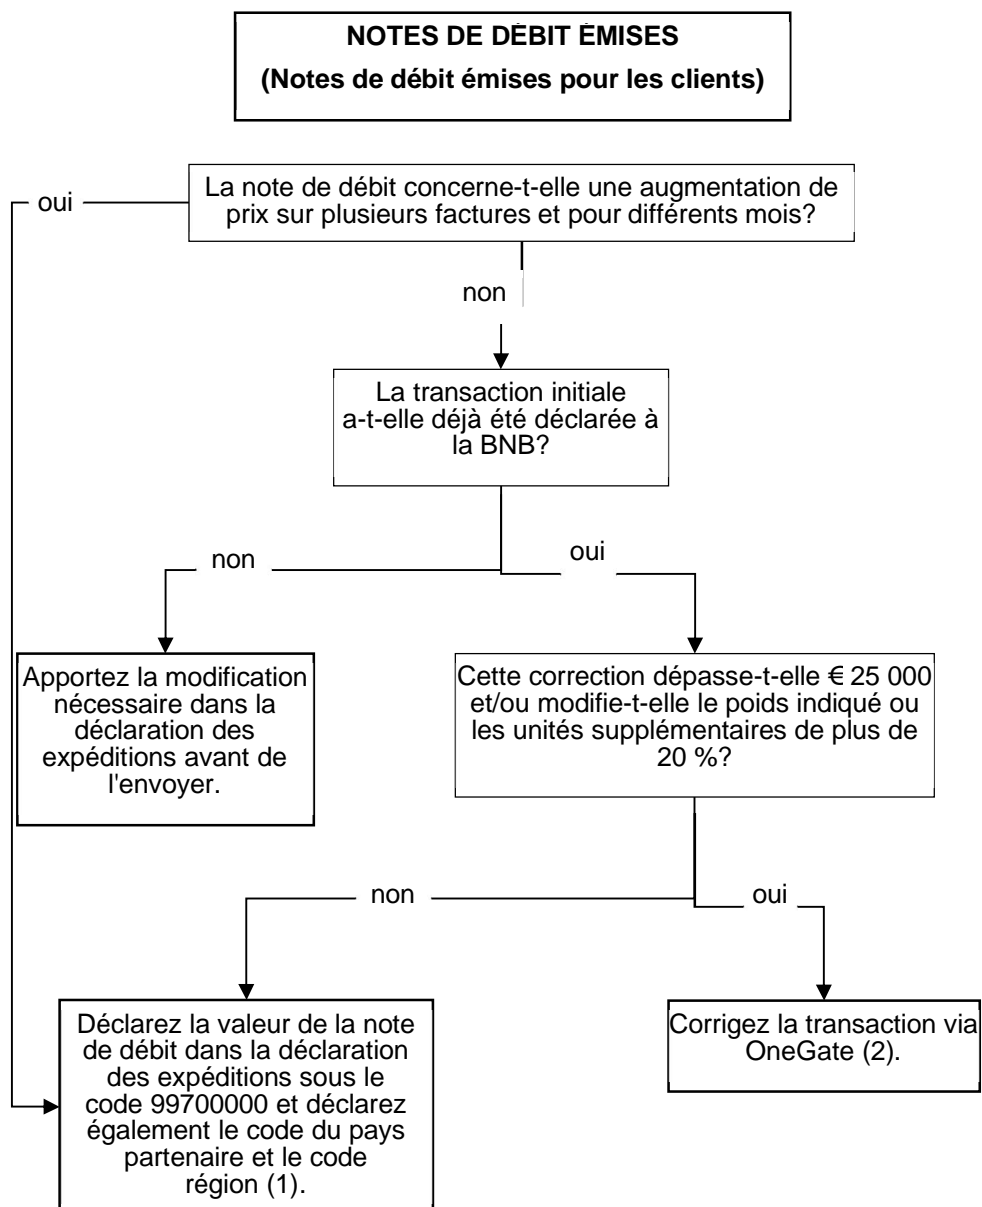 NOTES DE DÉBIT ÉMISES
(Notes de débit émises pour les clients)
La note de débit concerne-t-elle une augmentation de
prix sur plusieurs factures et pour différents mois?
oui
non
La transaction initiale
a-t-elle déjà été déclarée à
la BNB?
non
oui
Apportez la modification
nécessaire dans la
déclaration des
expéditions avant de
l'envoyer.
Cette correction dépasse-t-elle € 25 000
et/ou modifie-t-elle le poids indiqué ou
les unités supplémentaires de plus de
20 %?
non
oui
Déclarez la valeur de la note
de débit dans la déclaration
des expéditions sous le
code 99700000 et déclarez
également le code du pays
partenaire et le code
région (1).
Corrigez la transaction via
OneGate (2).